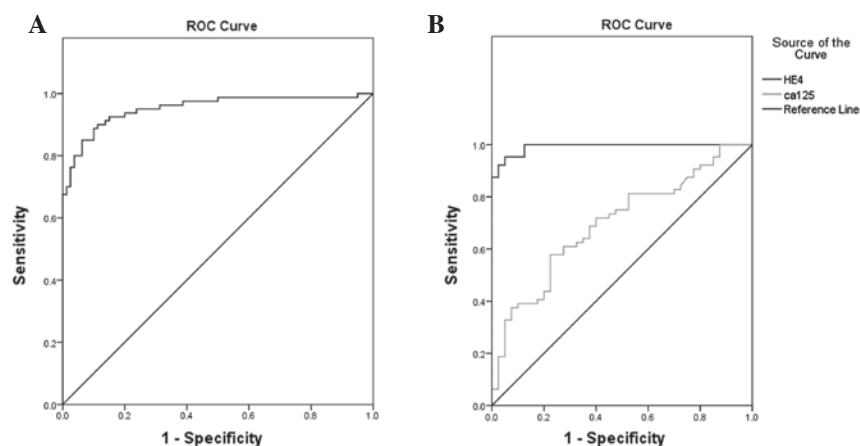 A
ROC Curve
Sensitivity
1.0
0.8
0.6
0.4
0.2
0.0
0.0 0.2 0.4 0.6 0.8 1.0
1 - Specificity
B
ROC Curve
Sensitivity
1.0
0.8
0.6
0.4
0.2
0.0
0.0 0.2 0.4 0.6 0.8 1.0
1 - Specificity
Source of the
Curve
HE4
ca125
Reference Line